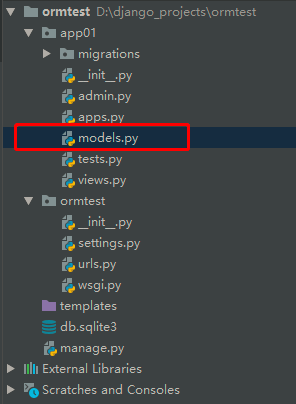 ormtest D:\django_projects\ormtest
app01
migrations
__init__.py
admin.py
apps.py
models.py
tests.py
views.py
ormtest
__init__.py
settings.py
urls.py
wsgi.py
templates
db.sqlite3
manage.py
External Libraries
Scratches and Consoles